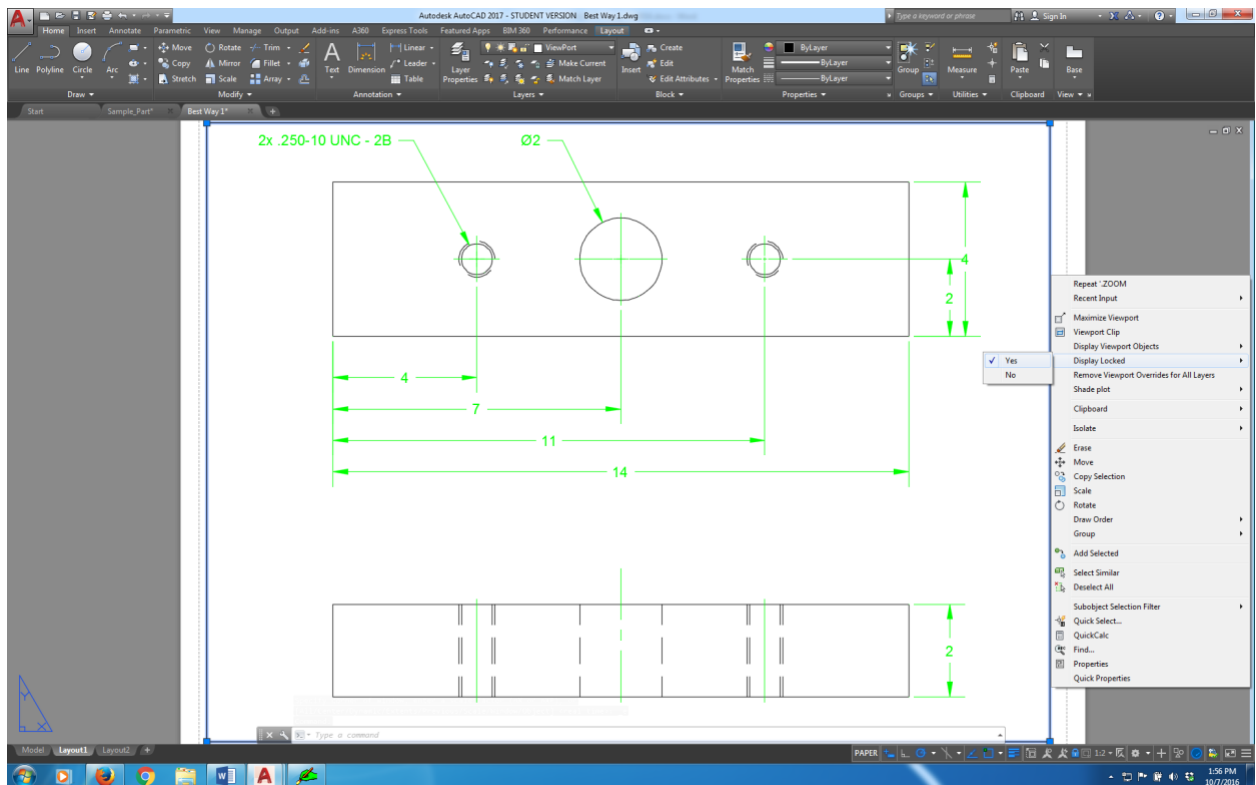 Autodesk AutoCAD 2017 - STUDENT VERSION Best Way 1.dwg
Type a keyword or phrase
Sign In
Home Insert Annotate Parametric View Manage Output Add-ins A360 Express Tools Featured Apps BIM 360 Performance Layout
Line Polyline Circle Arc
Move Rotate Trim
Copy Mirror Fillet
Stretch Scale Array
Text Dimension
Linear
Leader
Table
Layer Properties
ViewPort
Make Current
Match Layer
Insert
Create
Edit
Edit Attributes
Match Properties
ByLayer
ByLayer
ByLayer
Group
Measure
Paste
Base
Draw Modify Annotation Layers Block Properties Groups Utilities Clipboard View
Start Sample_Part* Best Way 1*
2x .250-10 UNC - 2B
Ø2
4
2
4
7
11
14
2
Repeat '.ZOOM
Recent Input
Maximize Viewport
Viewport Clip
Display Viewport Objects
Display Locked
Yes
No
Remove Viewport Overrides for All Layers
Shade plot
Clipboard
Isolate
Erase
Move
Copy Selection
Scale
Rotate
Draw Order
Group
Add Selected
Select Similar
Deselect All
Subobject Selection Filter
Quick Select...
QuickCalc
Find...
Properties
Quick Properties
Y
X
Type a command
Model Layout1 Layout2 +
PAPER
1:2
1:56 PM
10/7/2016